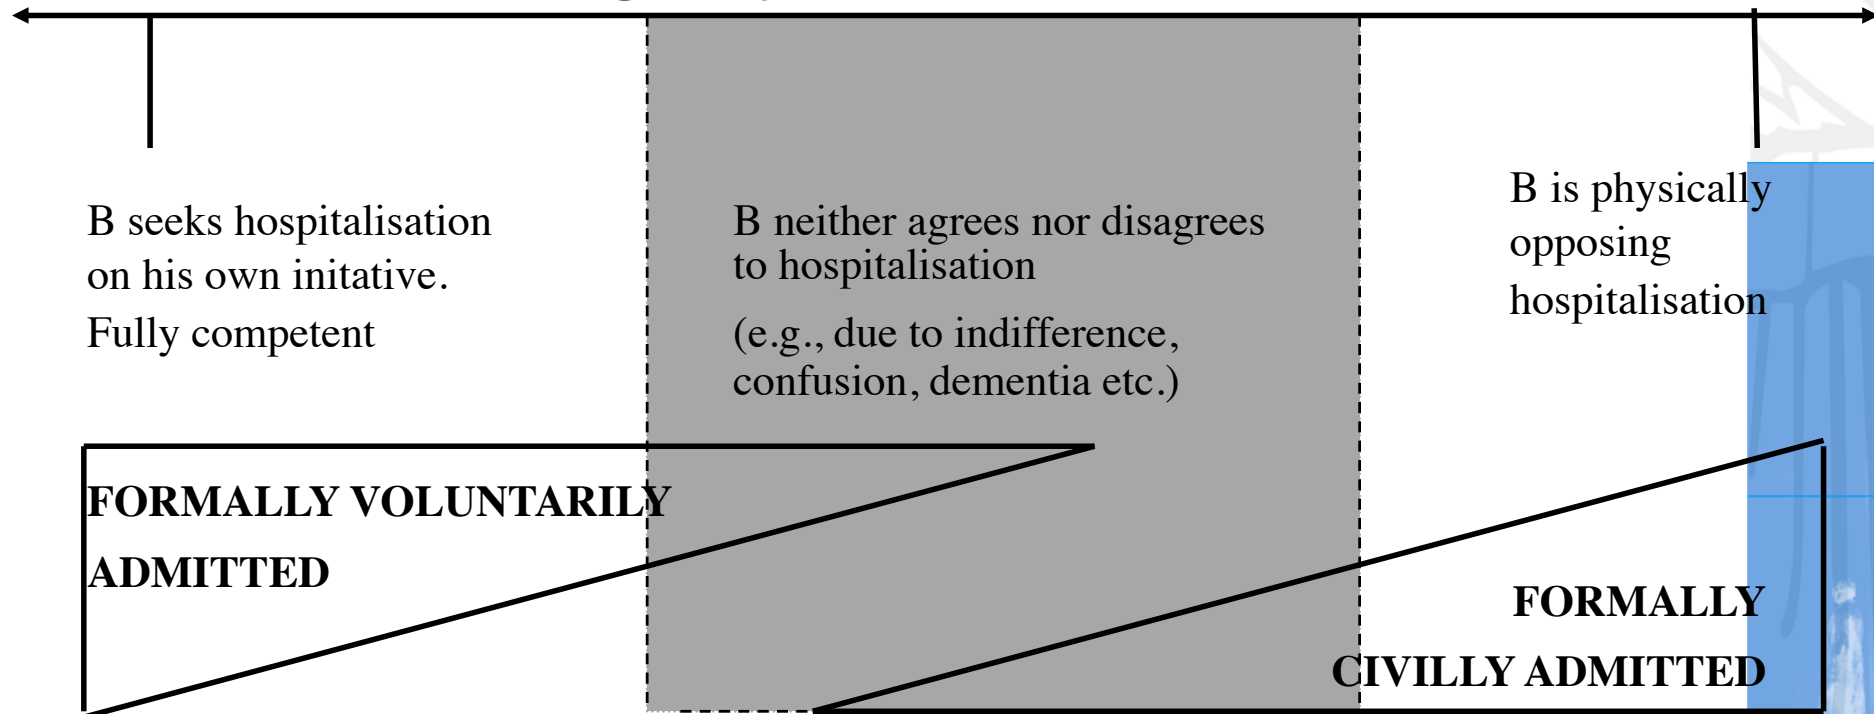 B seeks hospitalisation
on his own initative.
Fully competent
B neither agrees nor disagrees
to hospitalisation
(e.g., due to indifference,
confusion, dementia etc.)
B is physically
opposing
hospitalisation
FORMALLY VOLUNTARILY
ADMITTED
FORMALLY
CIVILLY ADMITTED